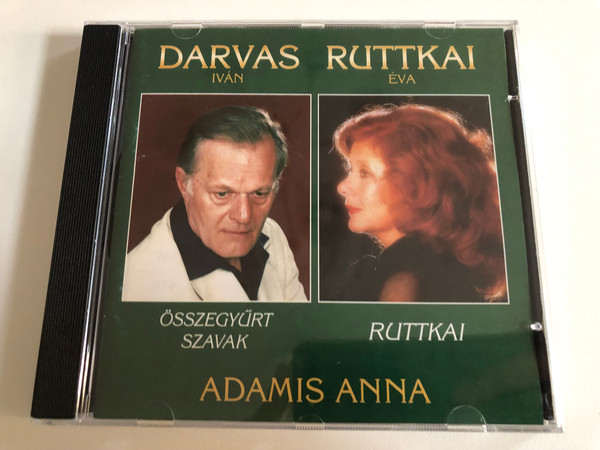 DARVAS RUTTKAI
IVÁN ÉVA
ÖSSZEGYŰRT
SZAVAK
RUTTKAI
ADAMIS ANNA